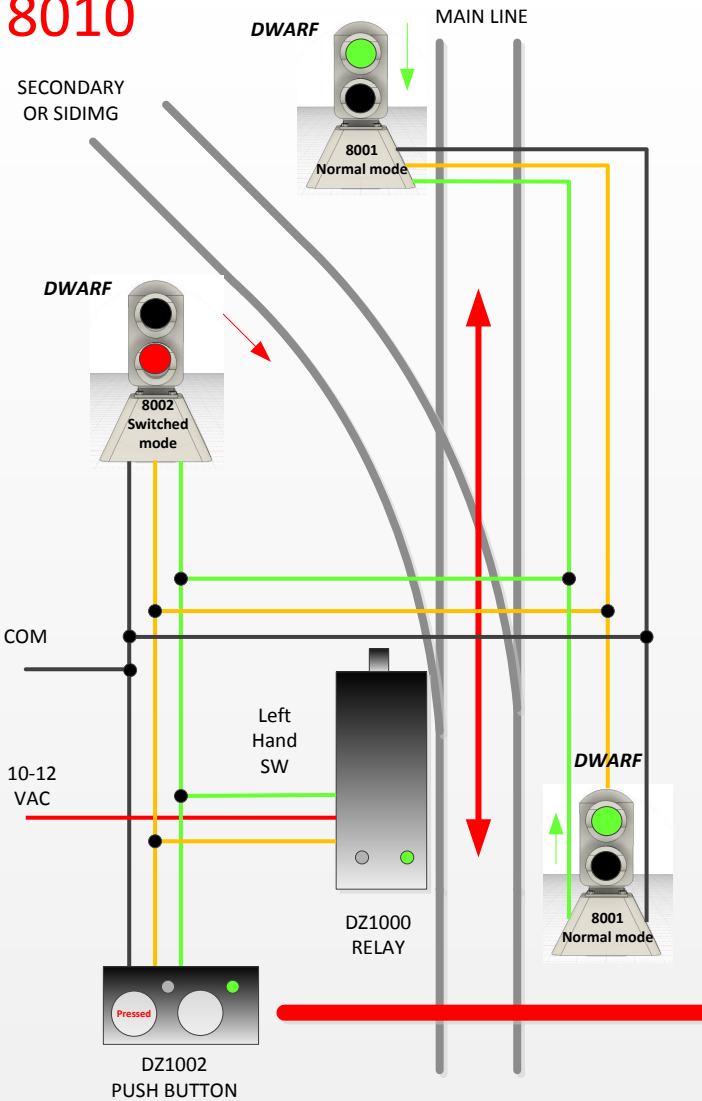 8010
DWARF
MAIN LINE
SECONDARY
OR SIDIMG
8001
Normal mode
DWARF
8002
Switched
mode
COM
Left
Hand
SW
10-12
VAC
DWARF
8001
Normal mode
DZ1000
RELAY
Pressed
DZ1002
PUSH BUTTON